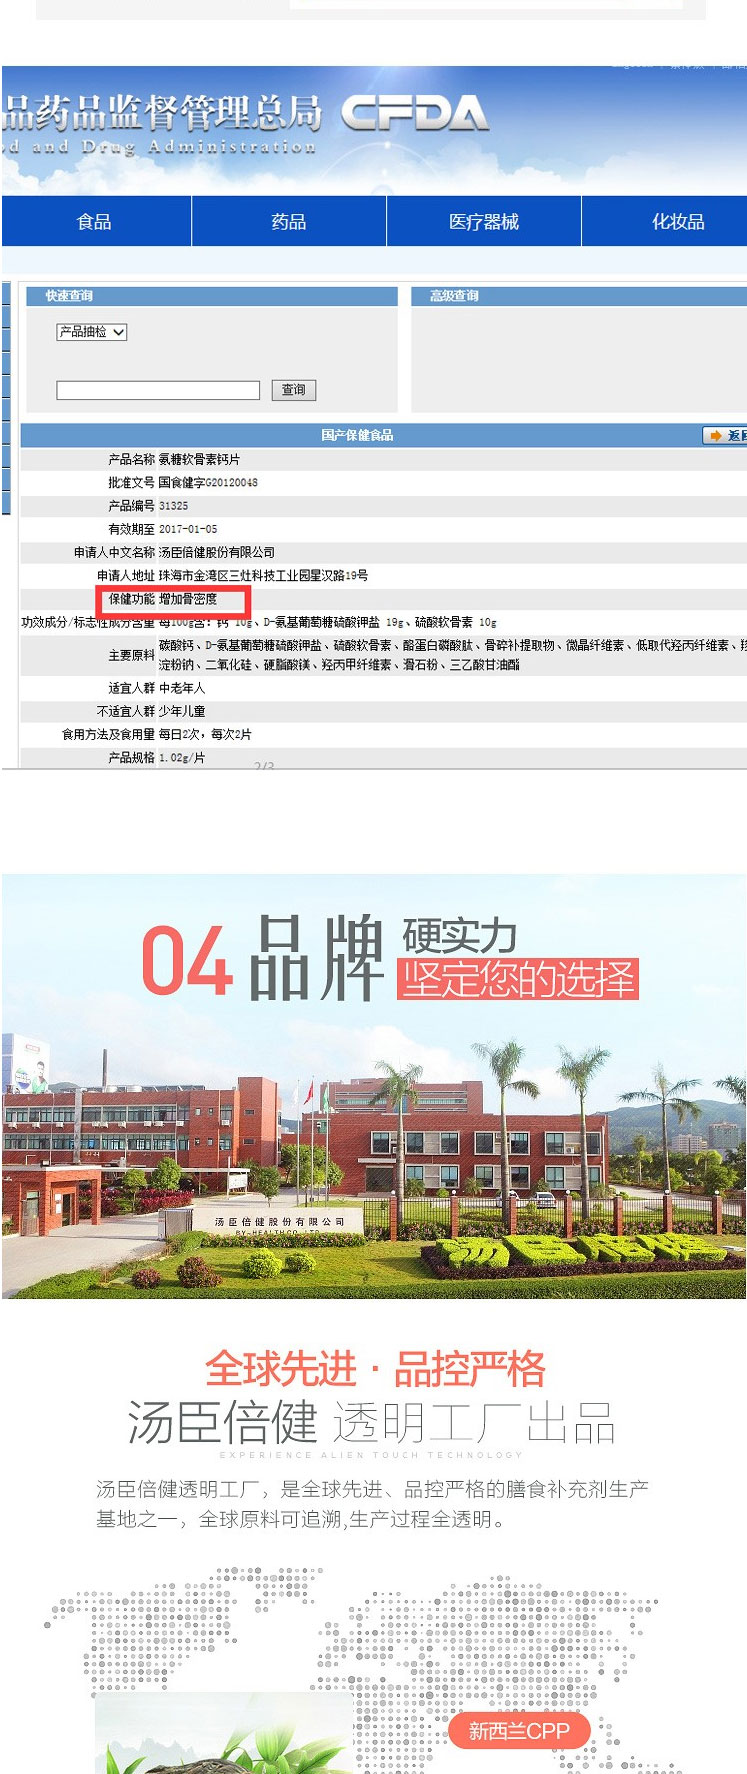 品药品监督管理总局 CFDA
od and Drug Administration
食品 药品 医疗器械 化妆品
快速查询 高级查询
产品抽检
查询
国产保健食品 返回
产品名称 氨糖软骨素钙片
批准文号 国食健字G20120048
产品编号 31325
有效期至 2017-01-05
申请人中文名称 汤臣倍健股份有限公司
申请人地址 珠海市金湾区三灶科技工业园星汉路19号
保健功能 增加骨密度
功效成分/标志性成分含量 每100g含：钙 10g、D-氨基葡萄糖硫酸钾盐 19g、硫酸软骨素 10g
主要原料 碳酸钙、D-氨基葡萄糖硫酸钾盐、硫酸软骨素、酪蛋白磷酸肽、骨碎补提取物、微晶纤维素、低取代羟丙纤维素、羧
淀粉钠、二氧化硅、硬脂酸镁、羟丙甲纤维素、滑石粉、三乙酸甘油酯
适宜人群 中老年人
不适宜人群 少年儿童
食用方法及食用量 每日2次，每次2片
产品规格 1.02g/片
2/3
04 品牌 硬实力
坚定您的选择
汤臣倍健股份有限公司
BY-HEALTH CO., LTD.
汤臣倍健
全球先进·品控严格
汤臣倍健 透明工厂出品
EXPERIENCE ALIEN TOUCH TECHNOLOGY
汤臣倍健透明工厂，是全球先进、品控严格的膳食补充剂生产
基地之一，全球原料可追溯,生产过程全透明。
新西兰CPP